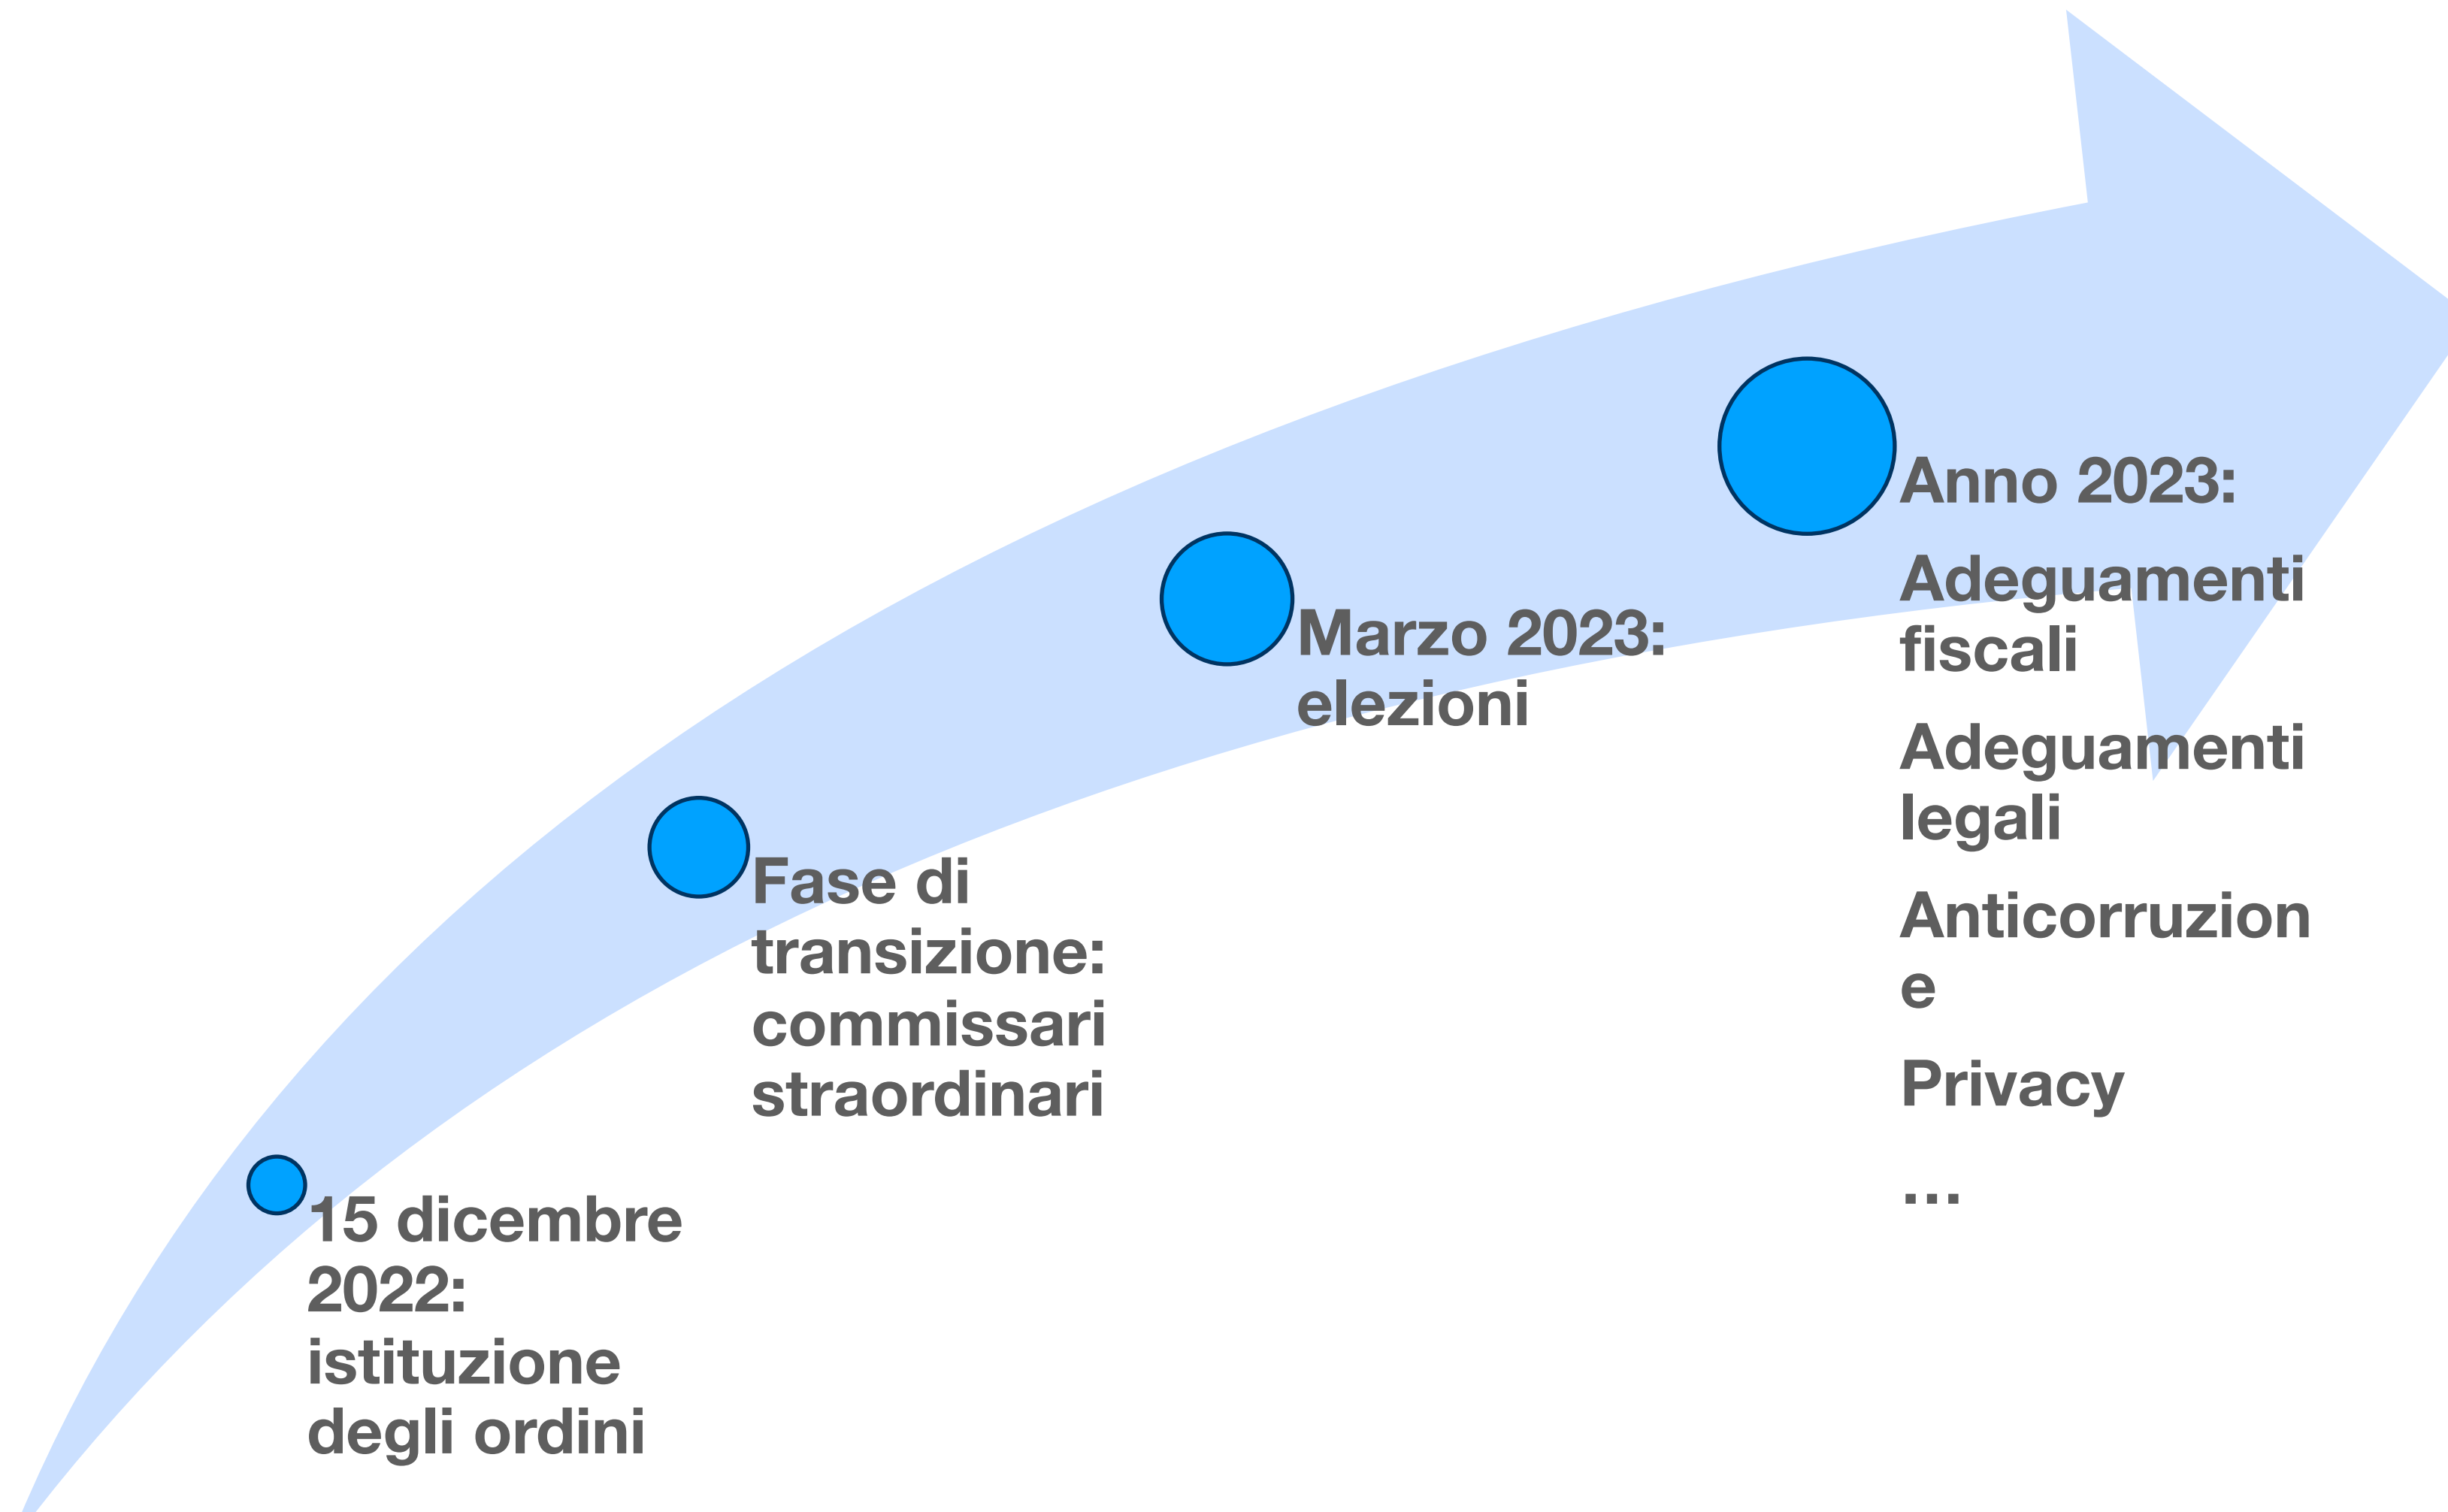 15 dicembre
2022:
istituzione
degli ordini
Fase di
transizione:
commissari
straordinari
Marzo 2023:
elezioni
Anno 2023:
Adeguamenti
fiscali
Adeguamenti
legali
Anticorruzion
e
Privacy
…